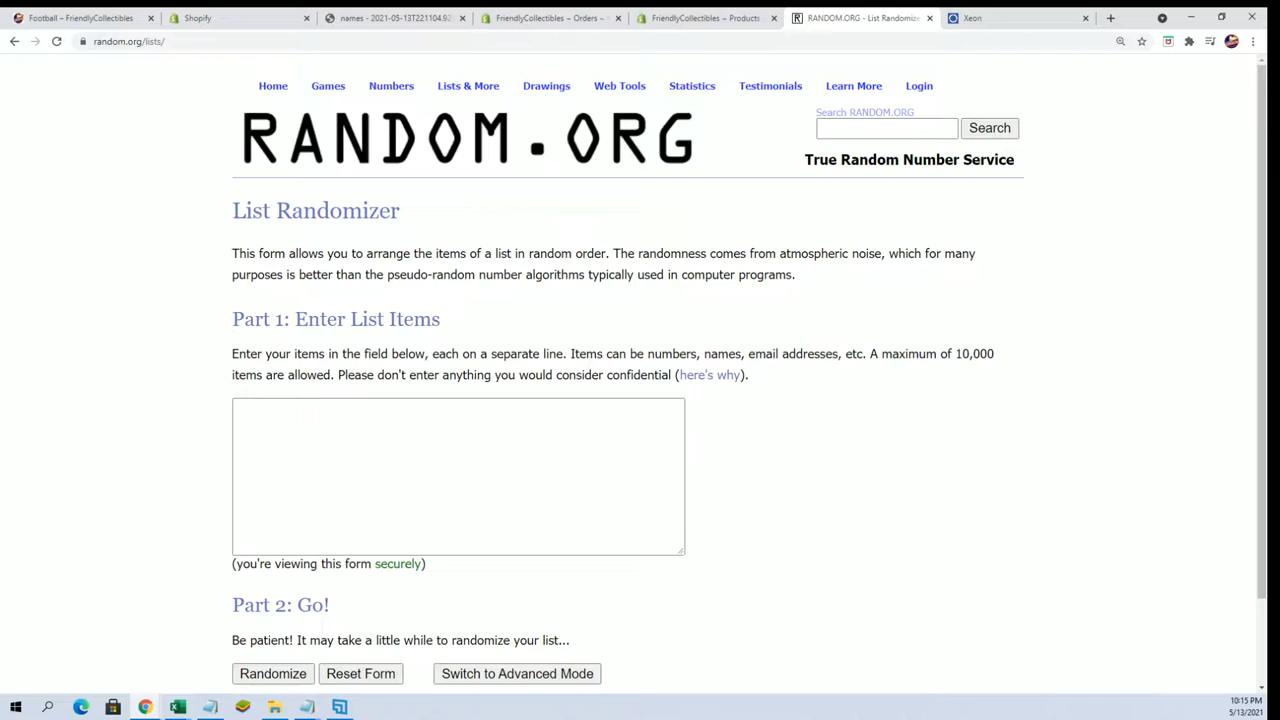 Football – FriendlyCollectibles
Shopify
names - 2021-05-13T221104.92
FriendlyCollectibles – Orders –
FriendlyCollectibles – Products
RANDOM.ORG - List Randomize
Xeon
random.org/lists/
Home
Games
Numbers
Lists & More
Drawings
Web Tools
Statistics
Testimonials
Learn More
Login
RANDOM.ORG
Search RANDOM.ORG
Search
True Random Number Service
List Randomizer
This form allows you to arrange the items of a list in random order. The randomness comes from atmospheric noise, which for many
purposes is better than the pseudo-random number algorithms typically used in computer programs.
Part 1: Enter List Items
Enter your items in the field below, each on a separate line. Items can be numbers, names, email addresses, etc. A maximum of 10,000
items are allowed. Please don't enter anything you would consider confidential (here's why).
(you're viewing this form securely)
Part 2: Go!
Be patient! It may take a little while to randomize your list...
Randomize
Reset Form
Switch to Advanced Mode
10:15 PM
5/13/2021